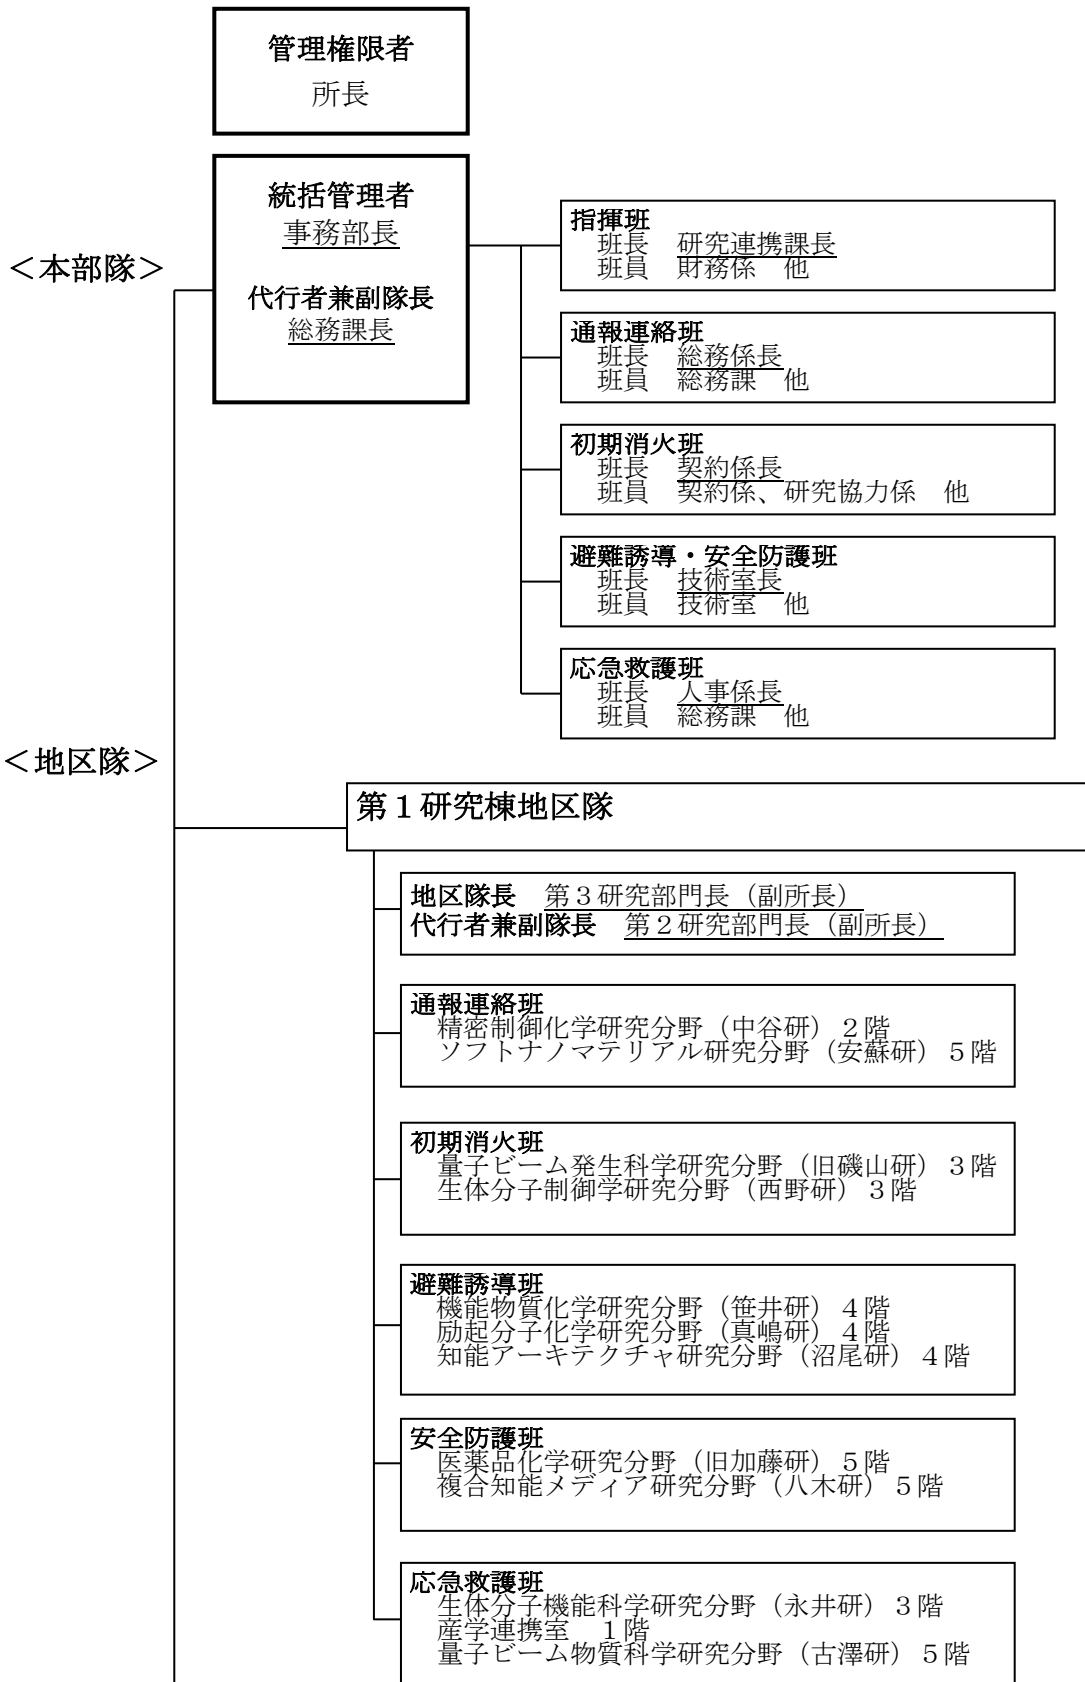 管理権限者
所長
統括管理者
事務部長
代行者兼副隊長
総務課長
＜本部隊＞
指揮班
班長　研究連携課長
班員　財務係　他
通報連絡班
班長　総務係長
班員　総務課　他
初期消火班
班長　契約係長
班員　契約係、研究協力係　他
避難誘導・安全防護班
班長　技術室長
班員　技術室　他
応急救護班
班長　人事係長
班員　総務課　他
＜地区隊＞
第１研究棟地区隊
地区隊長　第３研究部門長（副所長）
代行者兼副隊長　第２研究部門長（副所長）
通報連絡班
精密制御化学研究分野（中谷研）２階
ソフトナノマテリアル研究分野（安蘇研）５階
初期消火班
量子ビーム発生科学研究分野（旧磯山研）３階
生体分子制御学研究分野（西野研）３階
避難誘導班
機能物質化学研究分野（笹井研）４階
励起分子化学研究分野（真嶋研）４階
知能アーキテクチャ研究分野（沼尾研）４階
安全防護班
医薬品化学研究分野（旧加藤研）５階
複合知能メディア研究分野（八木研）５階
応急救護班
生体分子機能科学研究分野（永井研）３階
産学連携室　１階
量子ビーム物質科学研究分野（古澤研）５階